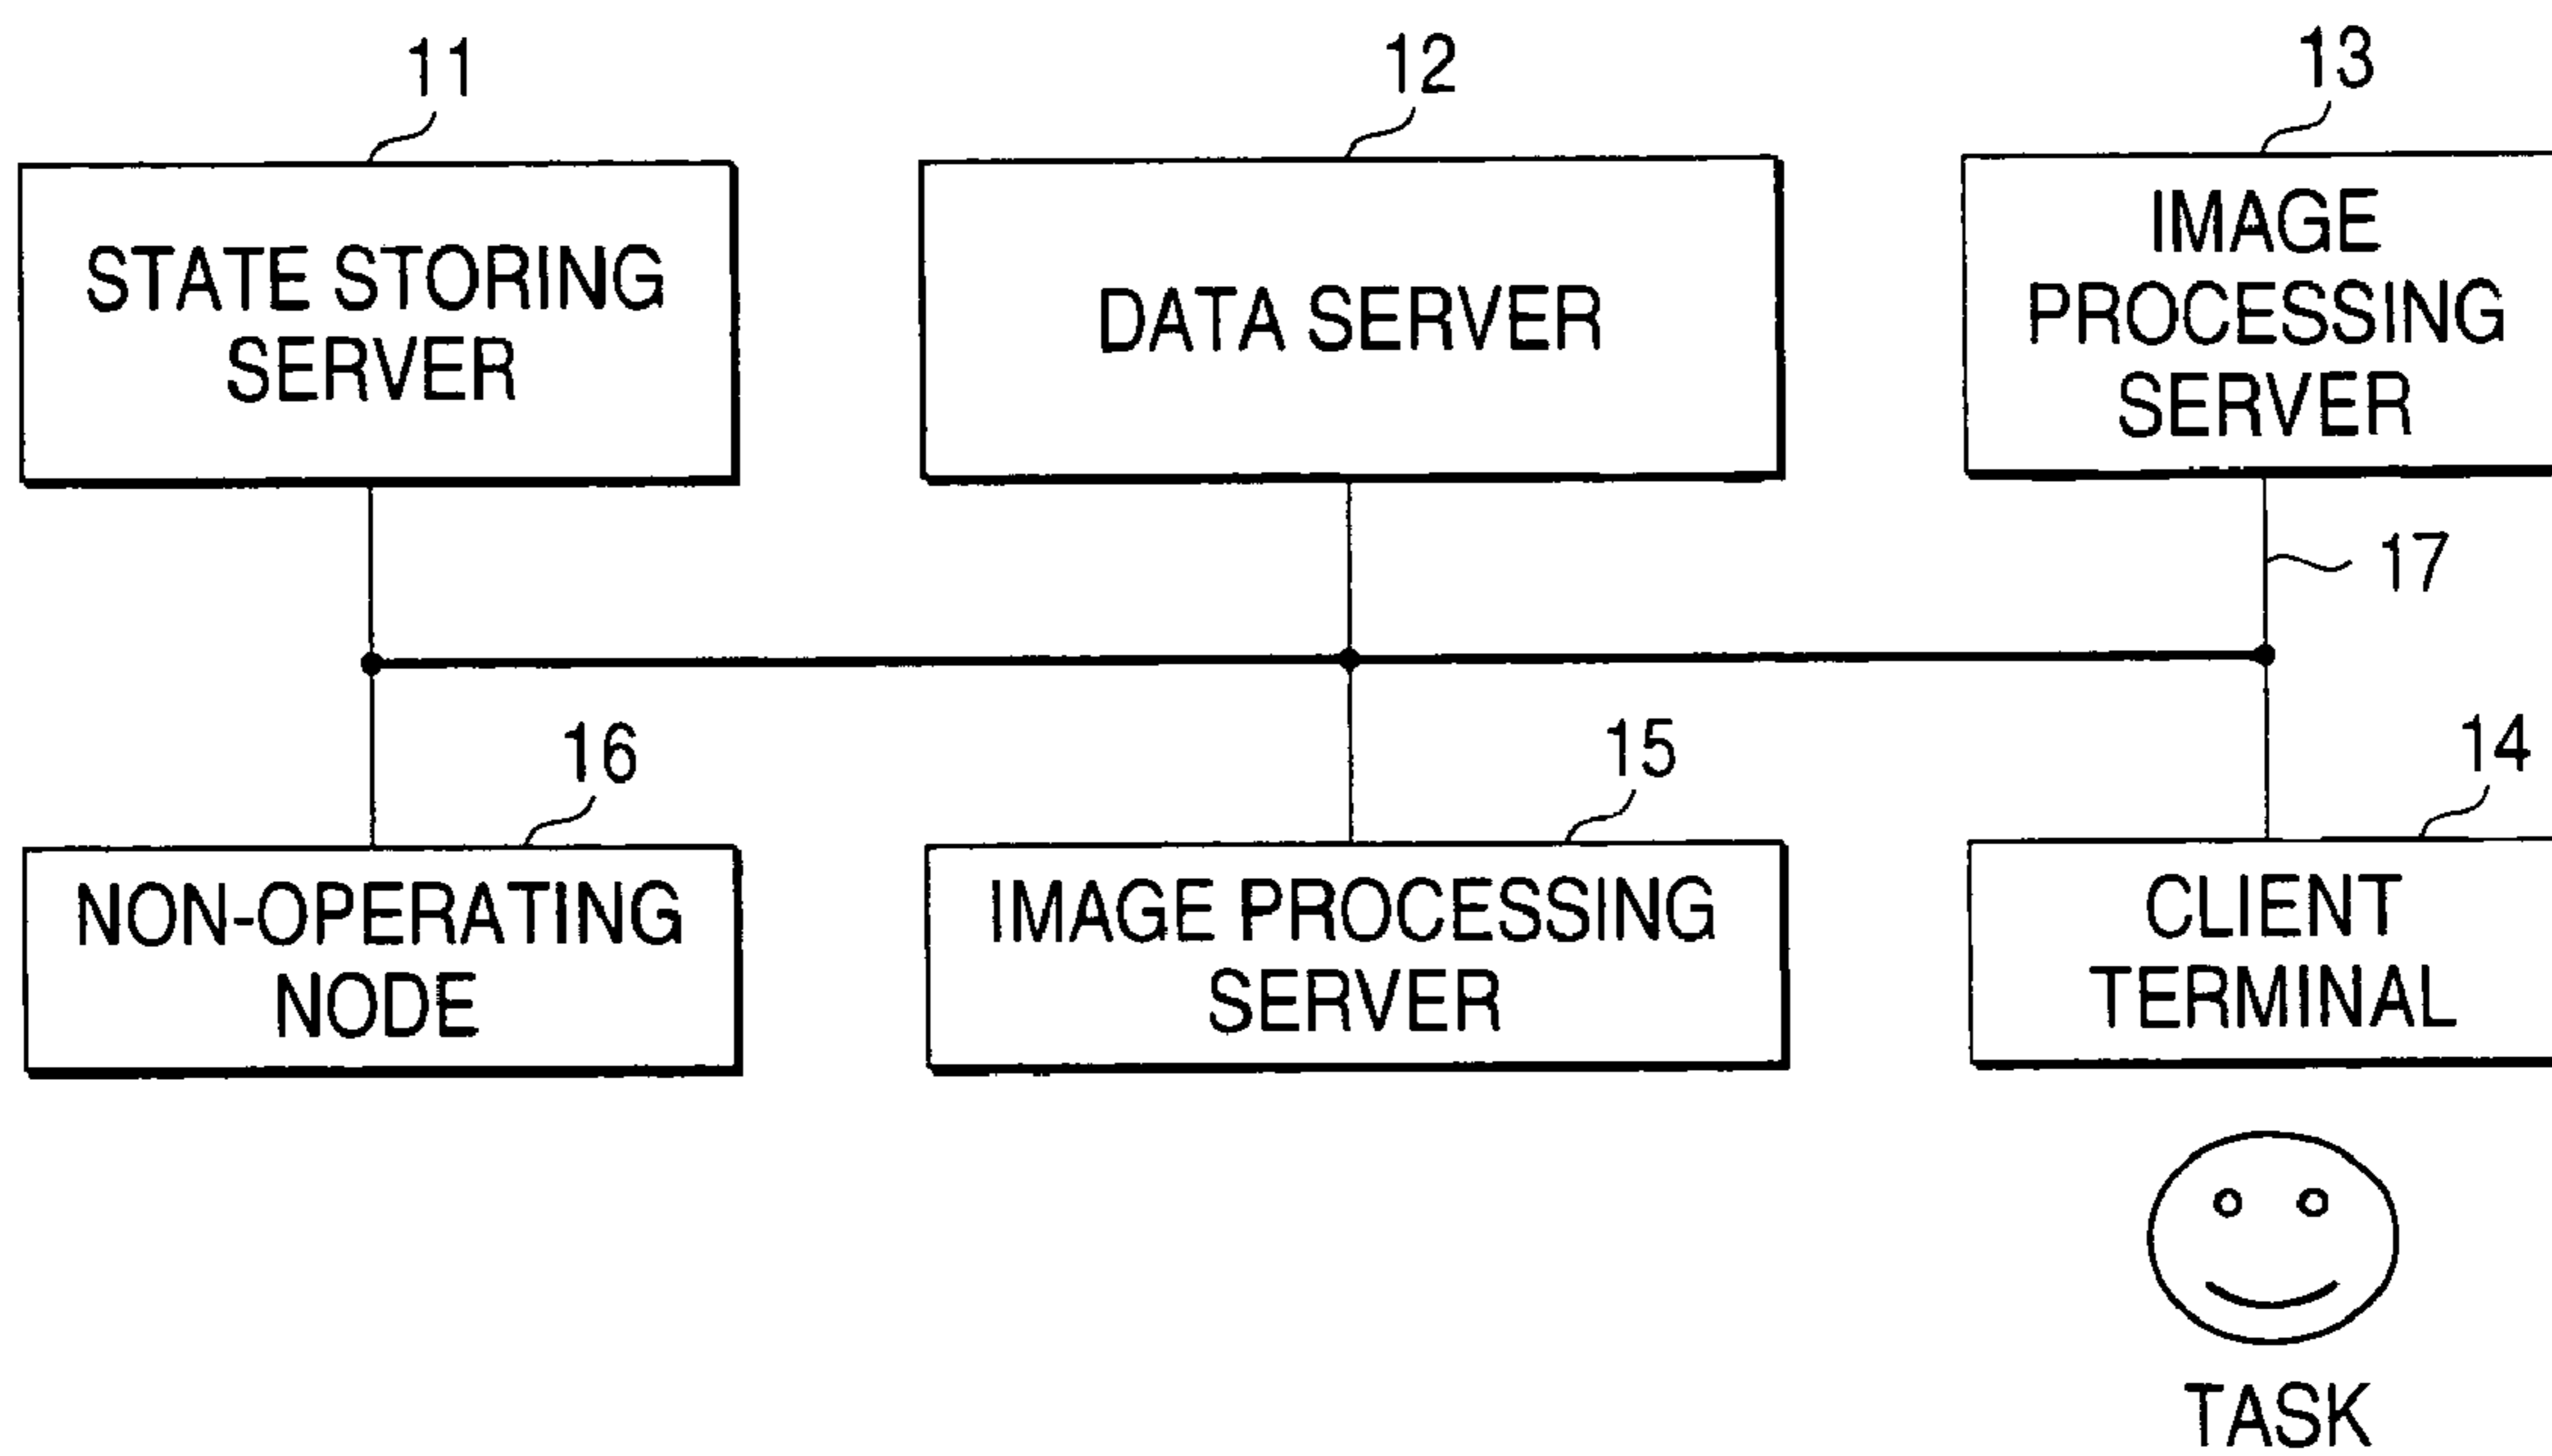 11
12
13
STATE STORING
SERVER
DATA SERVER
IMAGE
PROCESSING
SERVER
17
16
15
14
NON-OPERATING
NODE
IMAGE PROCESSING
SERVER
CLIENT
TERMINAL
TASK